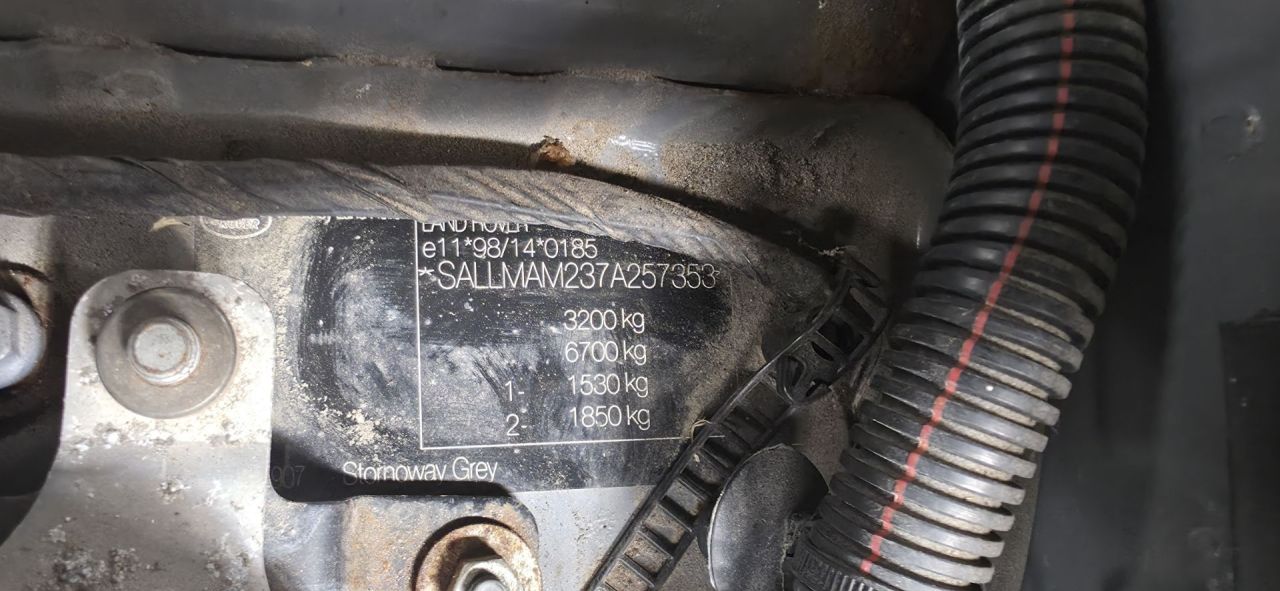 LAND ROVER
e11*98/14*0185
*SALLMAM237A257353*
3200 kg
6700 kg
1- 1530 kg
2- 1850 kg
007 Stornoway Grey